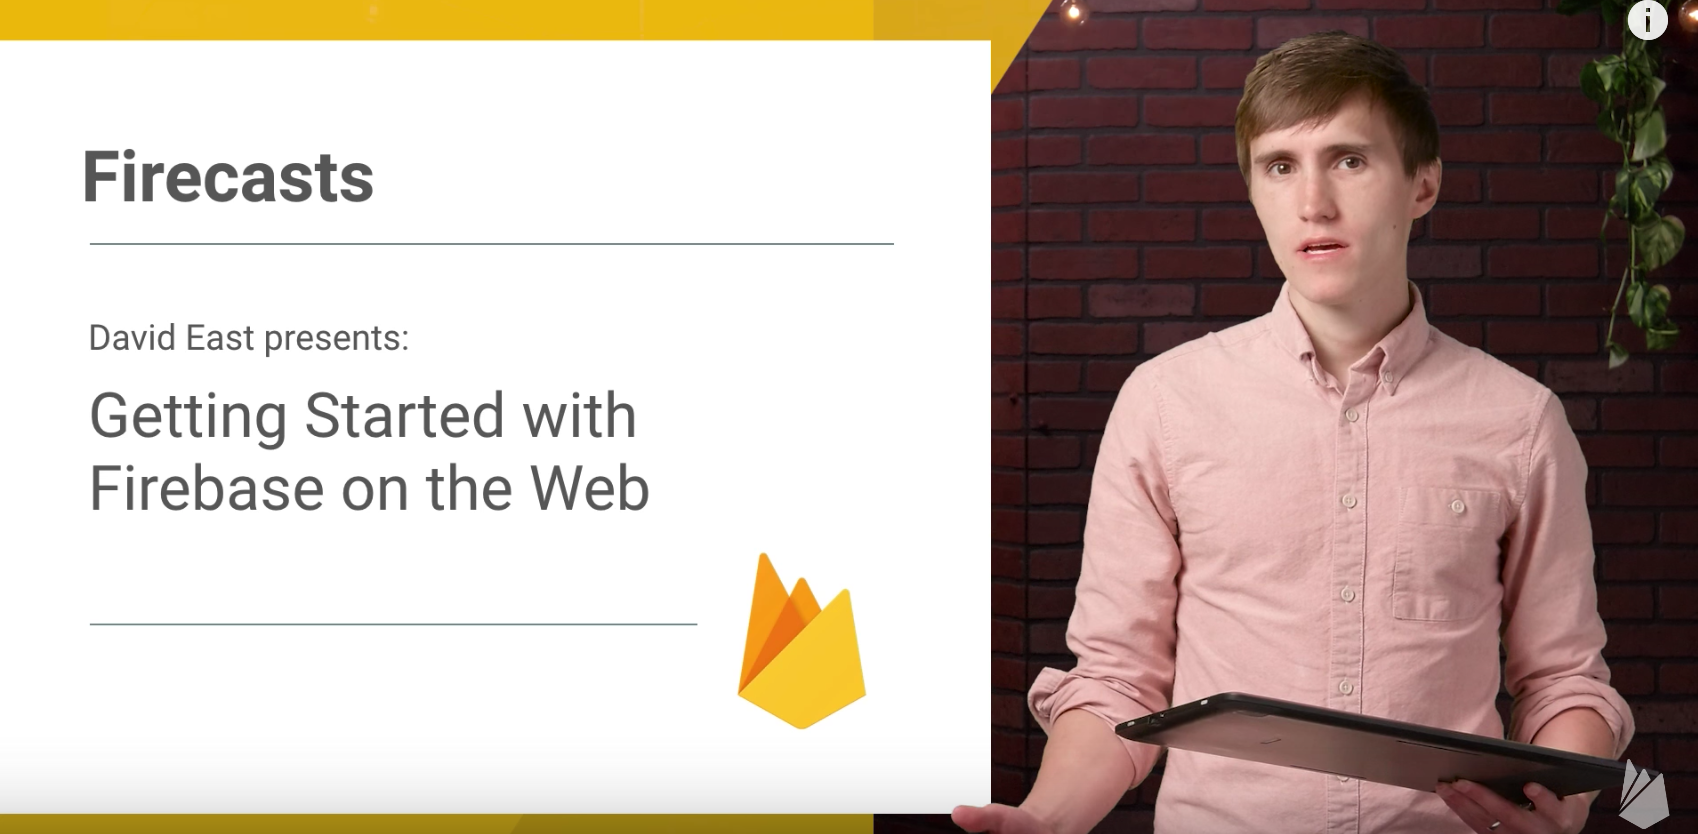 Firecasts
David East presents:
Getting Started with
Firebase on the Web
i